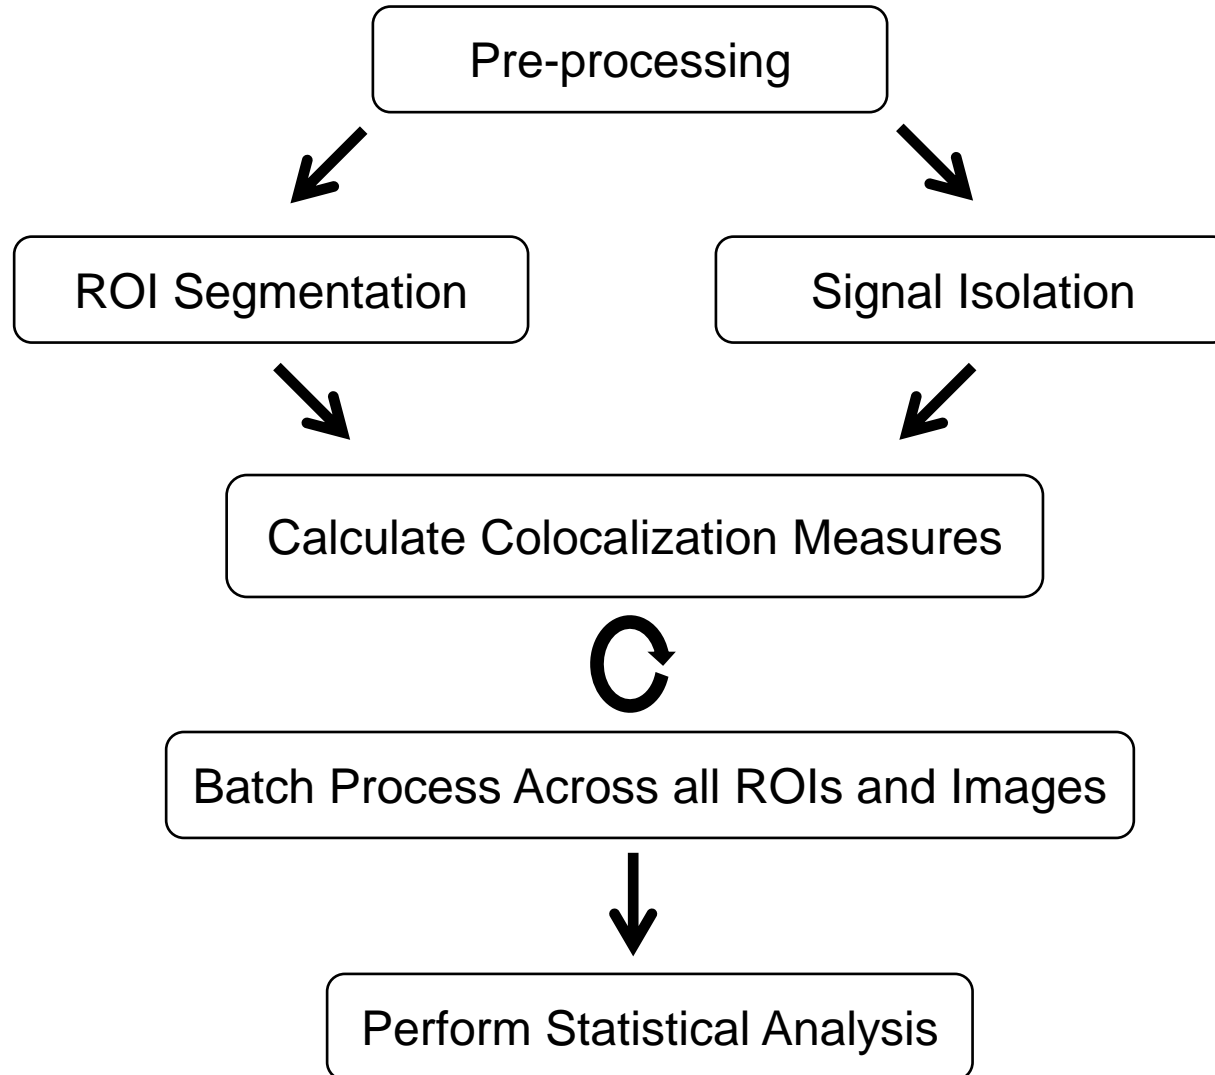 Pre-processing
ROI Segmentation
Signal Isolation
Calculate Colocalization Measures
Batch Process Across all ROIs and Images
Perform Statistical Analysis